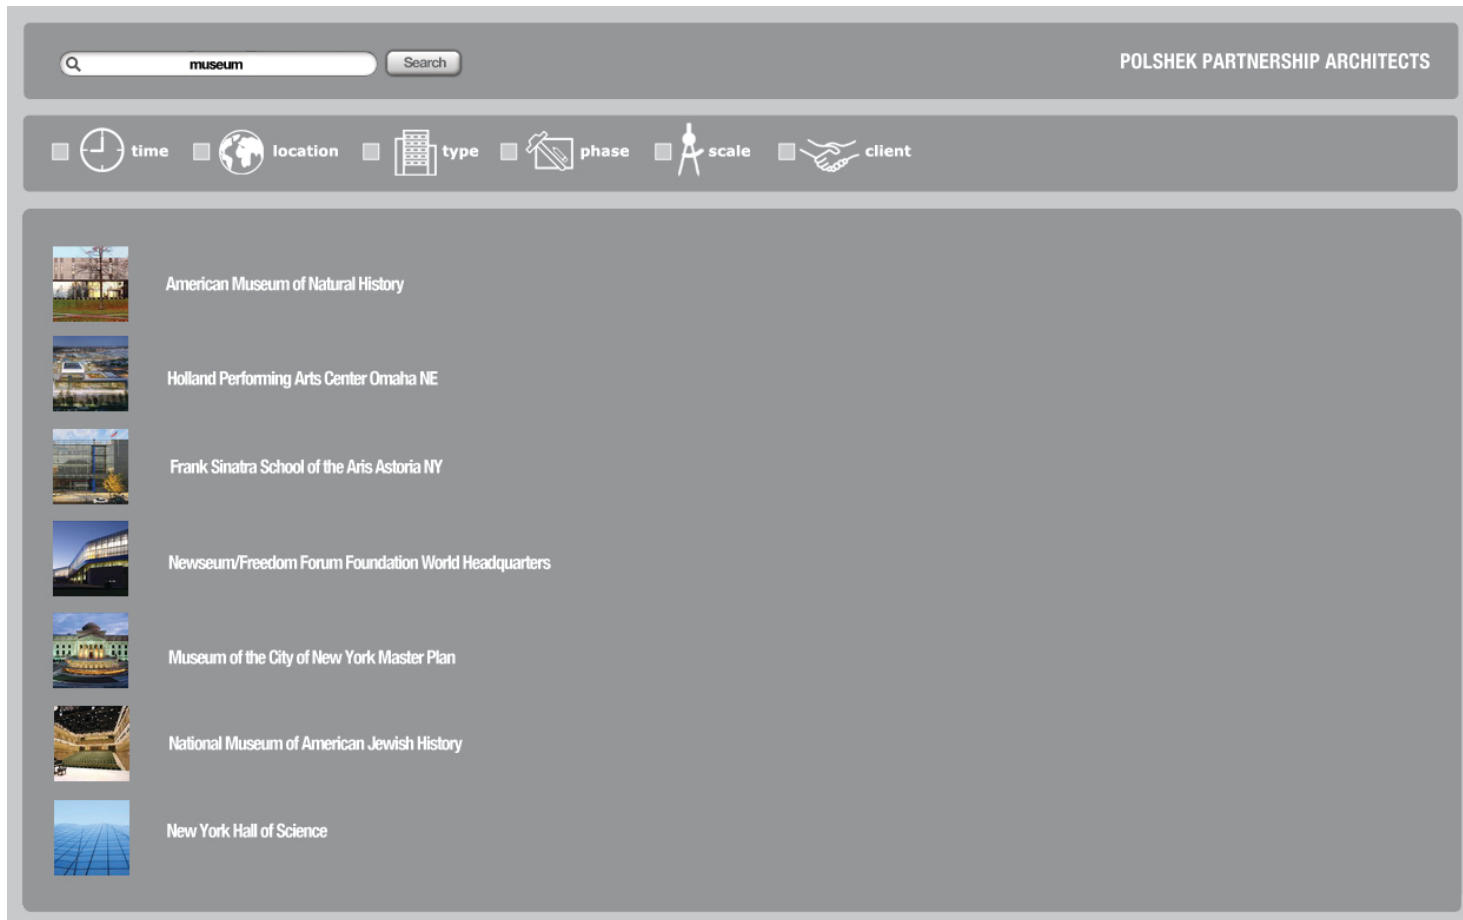 museum
Search
POLSHEK PARTNERSHIP ARCHITECTS
time
location
type
phase
scale
client
American Museum of Natural History
Holland Performing Arts Center Omaha NE
Frank Sinatra School of the Aris Astoria NY
Newseum/Freedom Forum Foundation World Headquarters
Museum of the City of New York Master Plan
National Museum of American Jewish History
New York Hall of Science